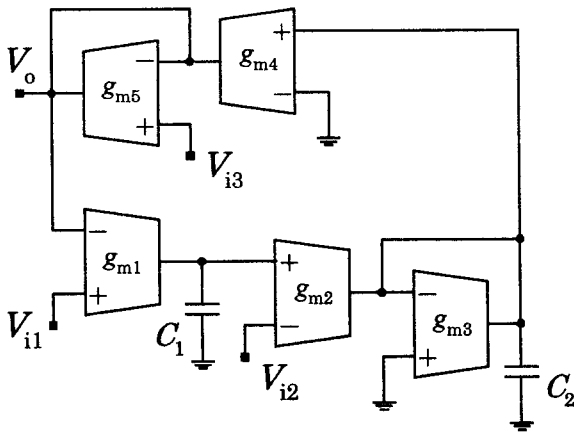 − g_m5 +
+ g_m4 −
V_o
V_i3
− g_m1 +
+ g_m2 −
− g_m3 +
V_i1
C_1
V_i2
C_2